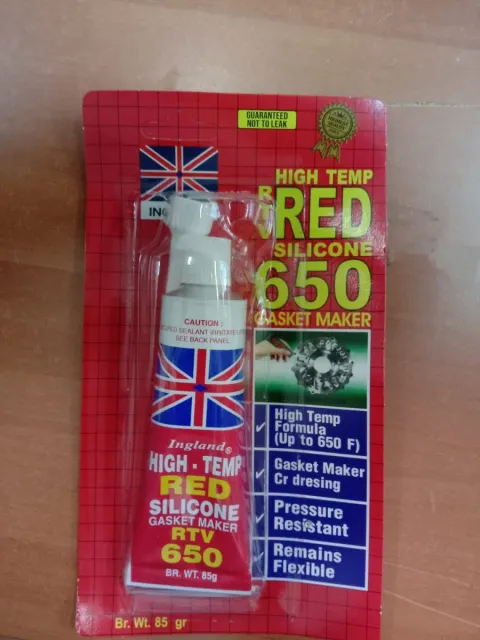 GUARANTEED
NOT TO LEAK
HIGH TEMP
RED
SILICONE
650
GASKET MAKER
CAUTION :
SEE BACK PANEL
Ingland®
HIGH - TEMP
RED
SILICONE
GASKET MAKER
RTV
650
BR. WT. 85g
✓ High Temp
Formula
(Up to 650 F)
✓ Gasket Maker
Cr dresing
✓ Pressure
Resistant
✓ Remains
Flexible
Br. Wt. 85 gr